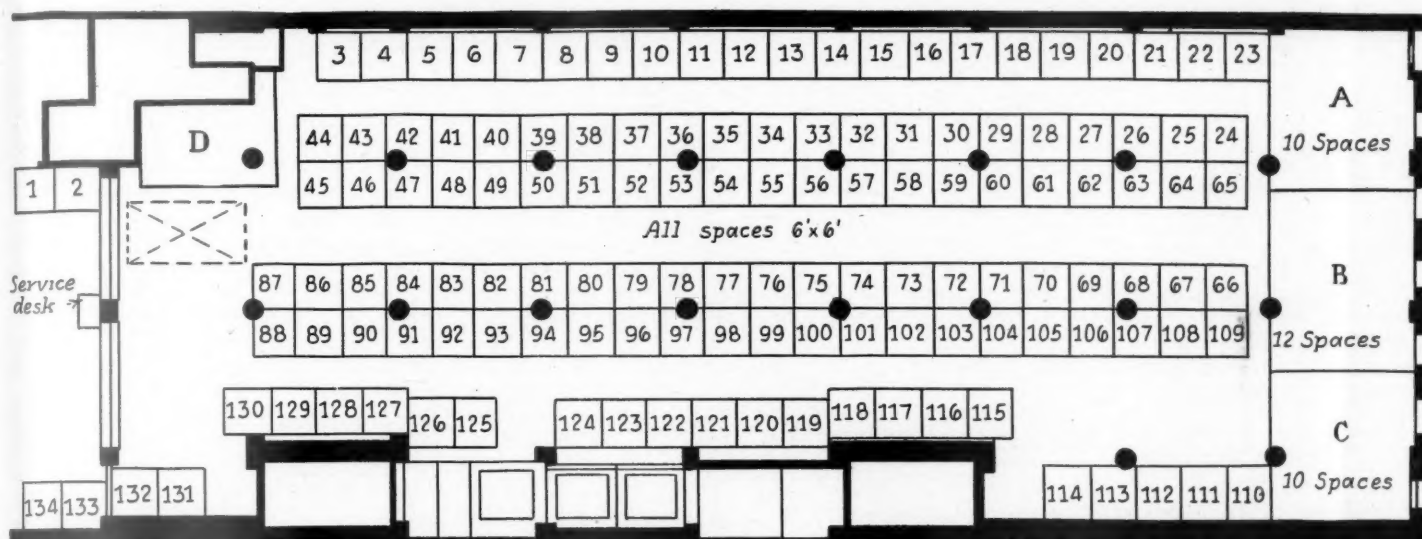 3 4 5 6 7 8 9 10 11 12 13 14 15 16 17 18 19 20 21 22 23
A
10 Spaces
D
44 43 42 41 40 39 38 37 36 35 34 33 32 31 30 29 28 27 26 25 24
1 2
45 46 47 48 49 50 51 52 53 54 55 56 57 58 59 60 61 62 63 64 65
All spaces 6'x6'
Service
desk
87 86 85 84 83 82 81 80 79 78 77 76 75 74 73 72 71 70 69 68 67 66
B
12 Spaces
88 89 90 91 92 93 94 95 96 97 98 99 100 101 102 103 104 105 106 107 108 109
130 129 128 127
126 125
124 123 122 121 120 119
118 117 116 115
C
10 Spaces
134 133
132 131
114 113 112 111 110